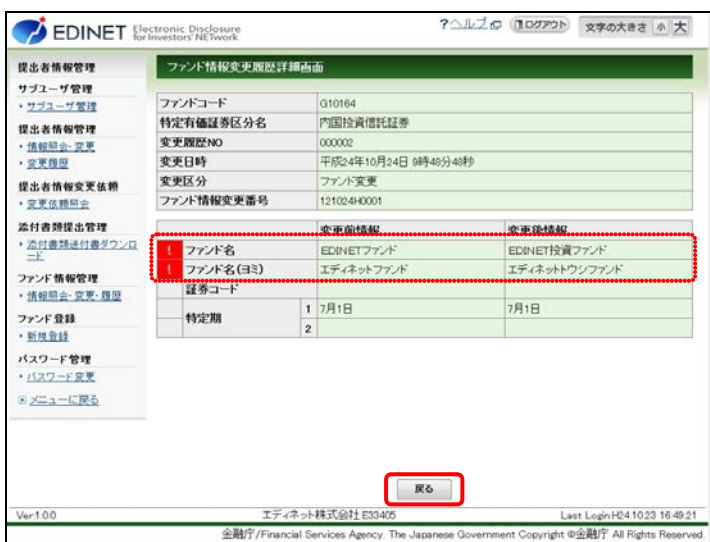 EDINET Electronic Disclosure for Investors' NETwork
?ヘルプ ログアウト 文字の大きさ 小 大
提出者情報管理
サブユーザ管理
・サブユーザ管理
提出者情報管理
・情報照会・変更
・変更履歴
提出者情報変更依頼
・変更依頼照会
添付書類提出管理
・添付書類送付書ダウンロード
ファンド情報管理
・情報照会・変更・履歴
ファンド登録
・新規登録
パスワード管理
・パスワード変更
メニューに戻る
ファンド情報変更履歴詳細画面
ファンドコード G10164
特定有価証券区分名 内国投資信託証券
変更履歴NO 000002
変更日時 平成24年10月24日 9時48分48秒
変更区分 ファンド変更
ファンド情報変更番号 121024H0001
変更前情報 変更後情報
! ファンド名 EDINETファンド EDINET投資ファンド
! ファンド名(ヨミ) エディネットファンド エディネットトウシファンド
証券コード
特定期 1 7月1日 7月1日
2
戻る
Ver.1.0.0 エディネット株式会社 E33405 Last Login:H24.10.23 16:49:21
金融庁/Financial Services Agency. The Japanese Government Copyright ©金融庁 All Rights Reserved.